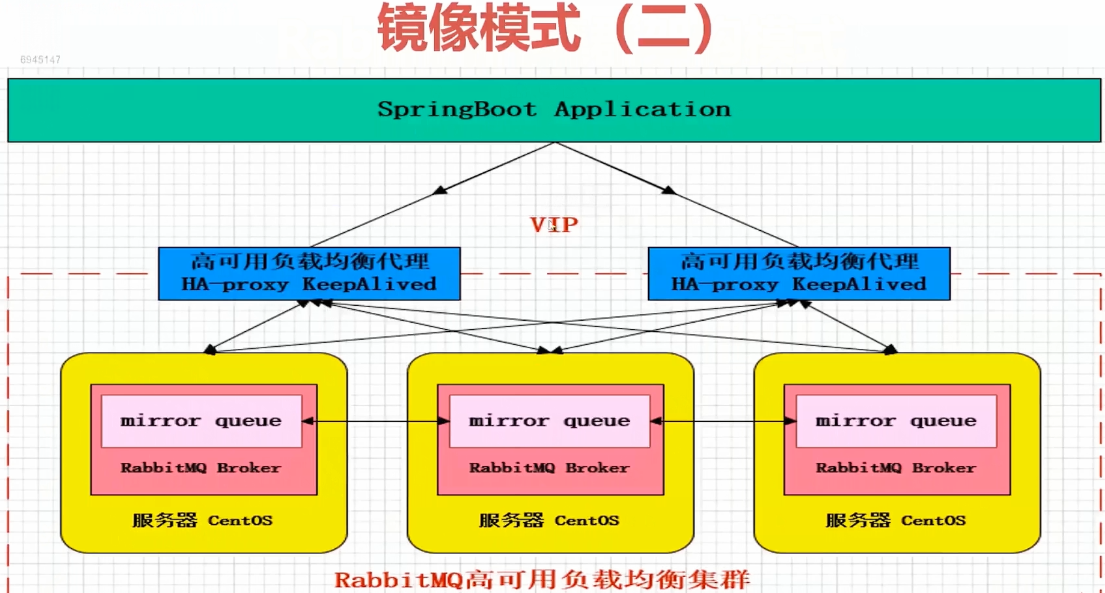 镜像模式（二）
6945147
SpringBoot Application
VIP
高可用负载均衡代理
HA-proxy KeepAlived
高可用负载均衡代理
HA-proxy KeepAlived
mirror queue
RabbitMQ Broker
服务器 CentOS
mirror queue
RabbitMQ Broker
服务器 CentOS
mirror queue
RabbitMQ Broker
服务器 CentOS
RabbitMQ高可用负载均衡集群